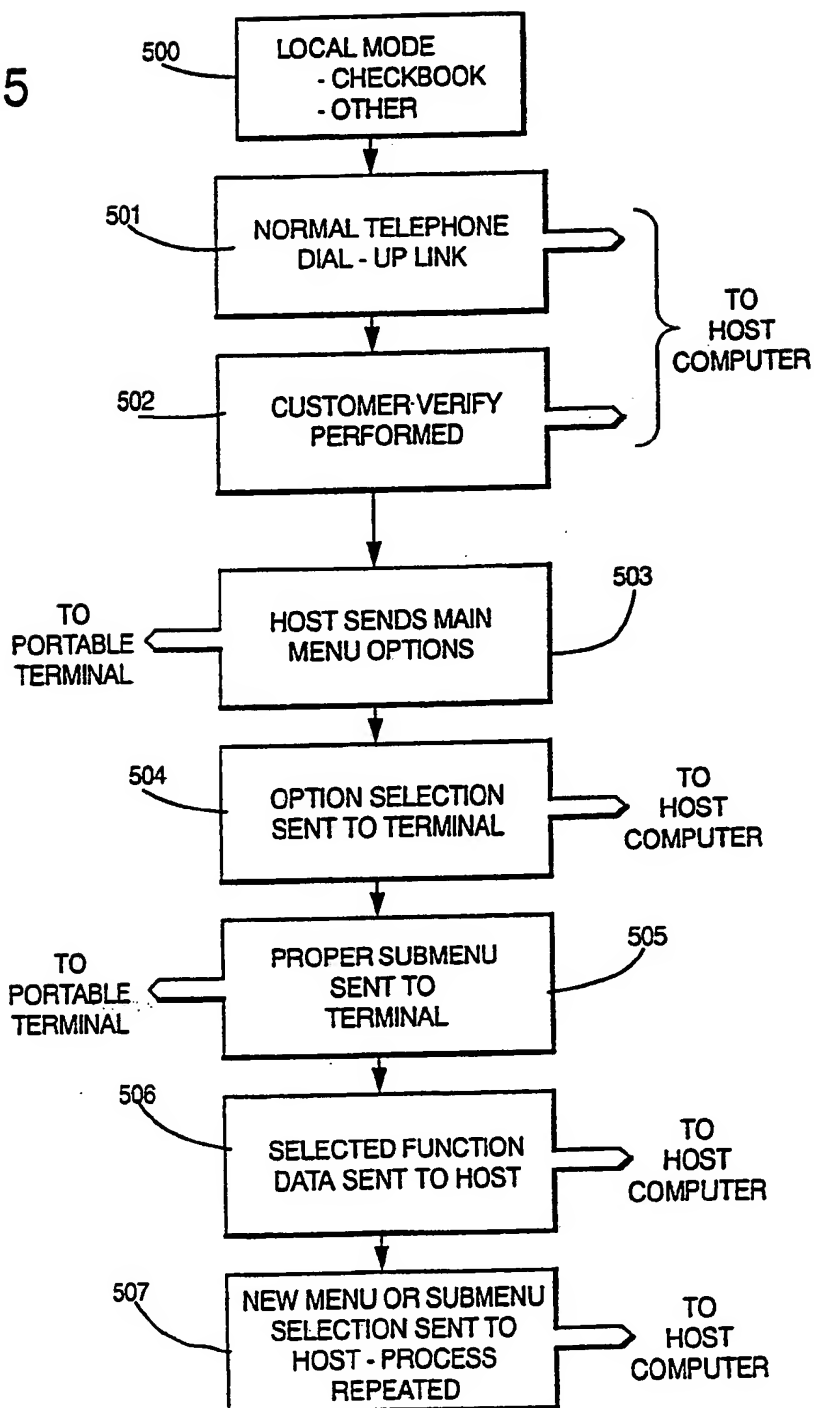 5
500
LOCAL MODE
- CHECKBOOK
- OTHER
501
NORMAL TELEPHONE
DIAL - UP LINK
TO
HOST
COMPUTER
502
CUSTOMER VERIFY
PERFORMED
503
TO
PORTABLE
TERMINAL
HOST SENDS MAIN
MENU OPTIONS
504
OPTION SELECTION
SENT TO TERMINAL
TO
HOST
COMPUTER
505
TO
PORTABLE
TERMINAL
PROPER SUBMENU
SENT TO
TERMINAL
506
SELECTED FUNCTION
DATA SENT TO HOST
TO
HOST
COMPUTER
507
NEW MENU OR SUBMENU
SELECTION SENT TO
HOST - PROCESS
REPEATED
TO
HOST
COMPUTER